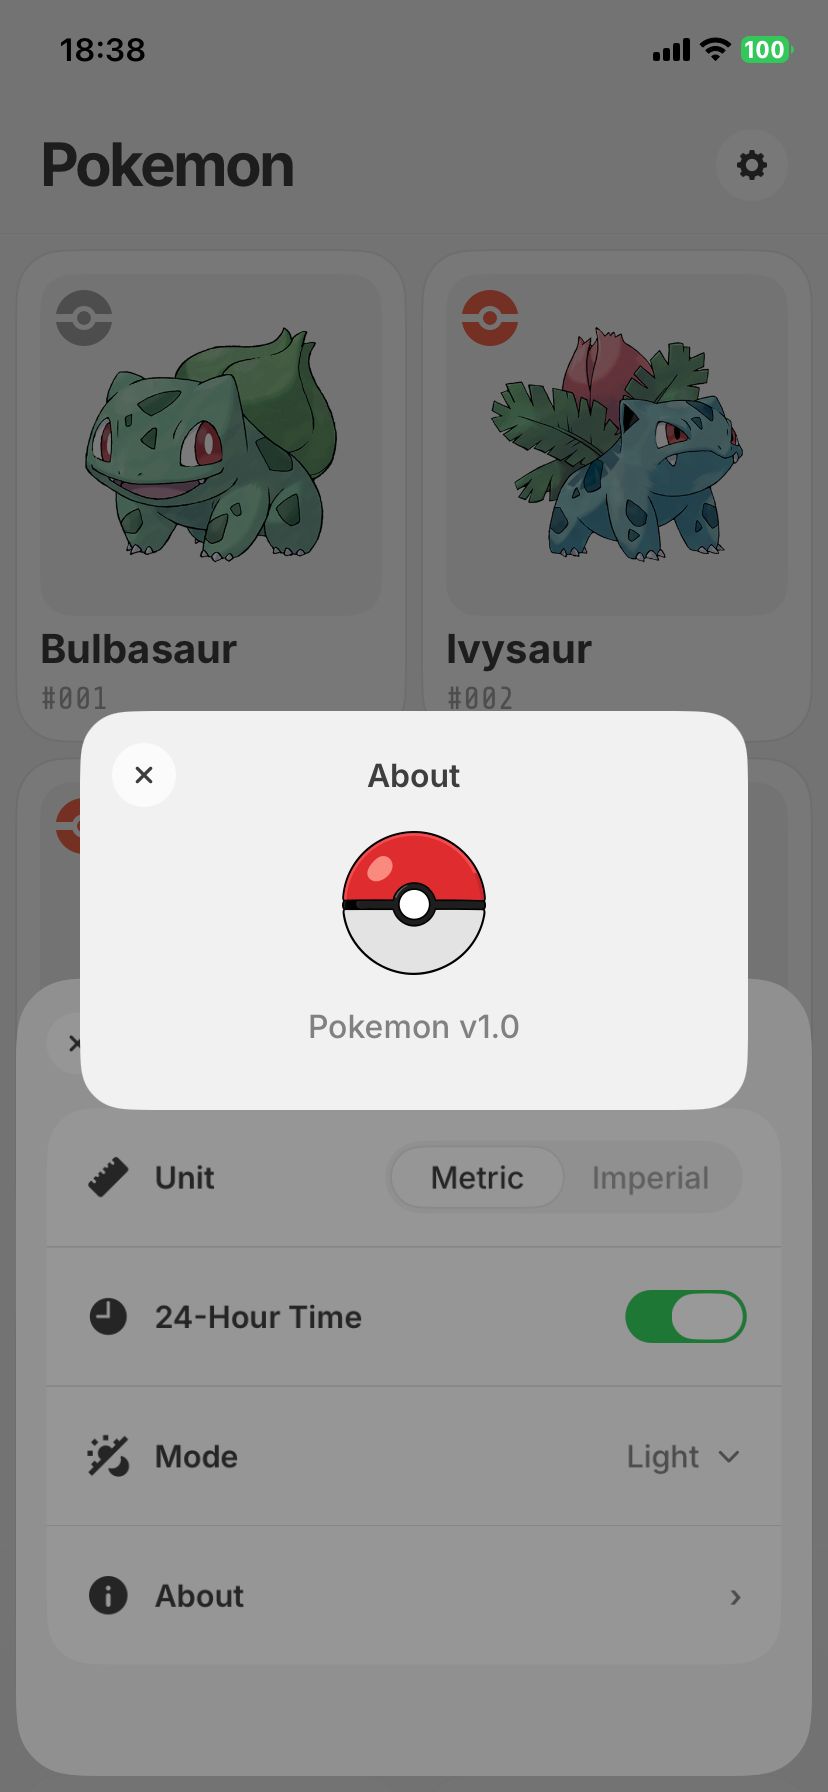 18:38
100
Pokemon
Bulbasaur
#001
Ivysaur
#002
About
Pokemon v1.0
Unit
Metric
Imperial
24-Hour Time
Mode
Light
About